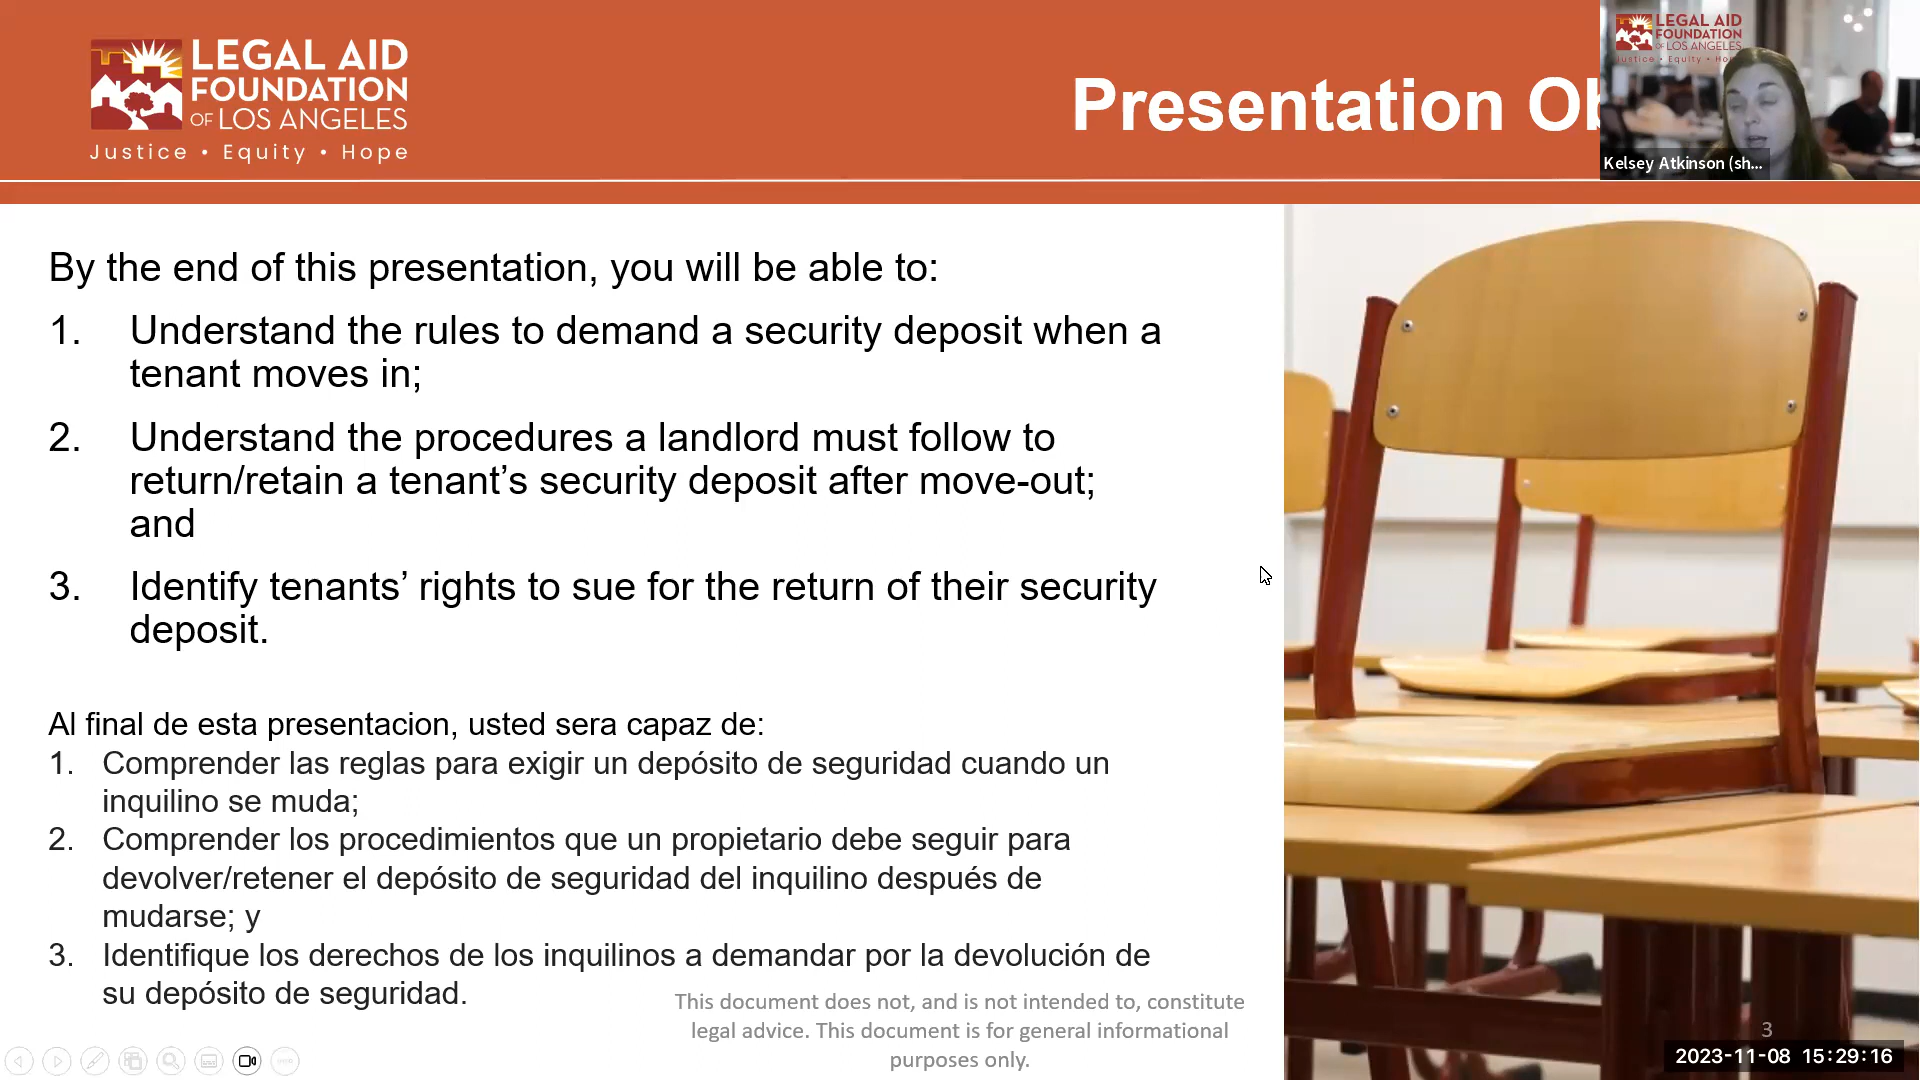 LEGAL AID
FOUNDATION
OF LOS ANGELES
Justice • Equity • Hope
Presentation Ob
LEGAL AID
FOUNDATION
OF LOS ANGELES
Justice • Equity •
Kelsey Atkinson (sh...
By the end of this presentation, you will be able to:
1. Understand the rules to demand a security deposit when a
tenant moves in;
2. Understand the procedures a landlord must follow to
return/retain a tenant’s security deposit after move-out;
and
3. Identify tenants’ rights to sue for the return of their security
deposit.
Al final de esta presentacion, usted sera capaz de:
1. Comprender las reglas para exigir un depósito de seguridad cuando un
inquilino se muda;
2. Comprender los procedimientos que un propietario debe seguir para
devolver/retener el depósito de seguridad del inquilino después de
mudarse; y
3. Identifique los derechos de los inquilinos a demandar por la devolución de
su depósito de seguridad.
This document does not, and is not intended to, constitute
legal advice. This document is for general informational
purposes only.
3
2023-11-08 15:29:16